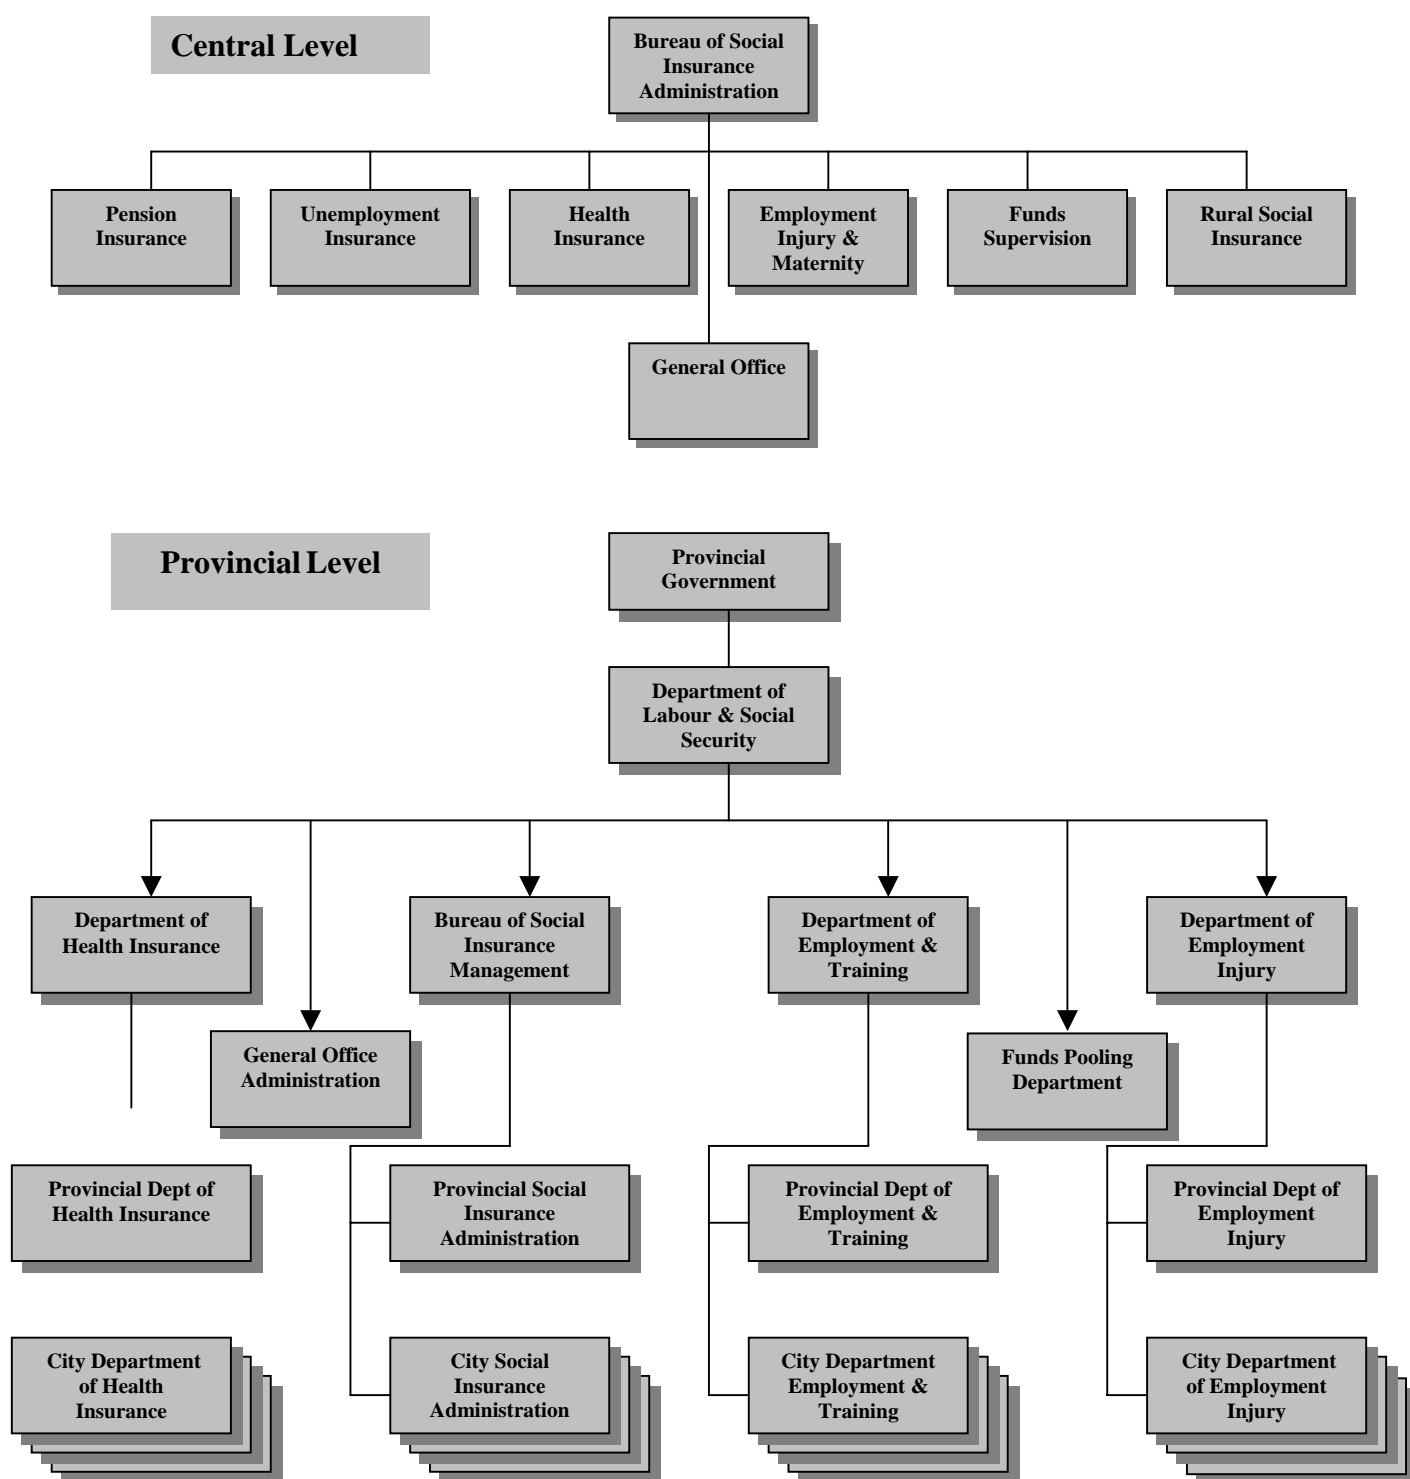 Central Level
Bureau of Social
Insurance
Administration
Pension
Insurance
Unemployment
Insurance
Health
Insurance
Employment
Injury &
Maternity
Funds
Supervision
Rural Social
Insurance
General Office
Provincial Level
Provincial
Government
Department of
Labour & Social
Security
Department of
Health Insurance
Bureau of Social
Insurance
Management
Department of
Employment &
Training
Department of
Employment
Injury
General Office
Administration
Funds Pooling
Department
Provincial Dept of
Health Insurance
Provincial Social
Insurance
Administration
Provincial Dept of
Employment &
Training
Provincial Dept of
Employment
Injury
City Department
of Health
Insurance
City Social
Insurance
Administration
City Department
Employment &
Training
City Department
of Employment
Injury